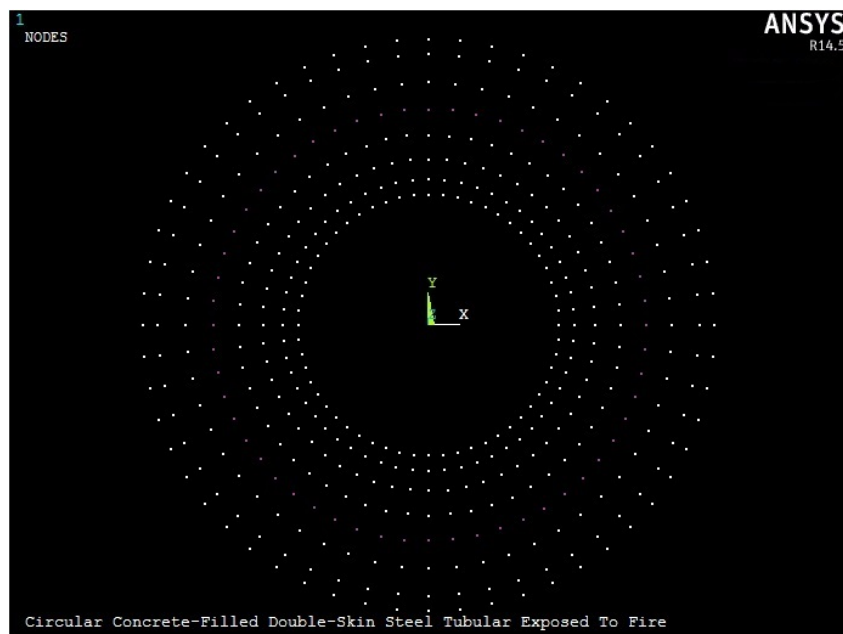 1
NODES
ANSYS
R14.5
Y
X
Circular Concrete-Filled Double-Skin Steel Tubular Exposed To Fire